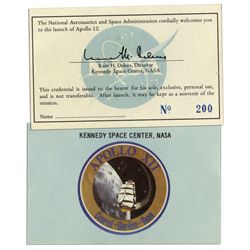 The National Aeronautics and Space Administration cordially welcomes you
to the launch of Apollo 12.
Kurt H. Debus, Director
Kennedy Space Center, NASA
This credential is issued to the bearer for his sole, exclusive, personal use,
and is not transferable. After launch, it may be kept as a souvenir of the
mission.
Name
No 200
KENNEDY SPACE CENTER, NASA
APOLLO XII
Conrad · Gordon · Bean